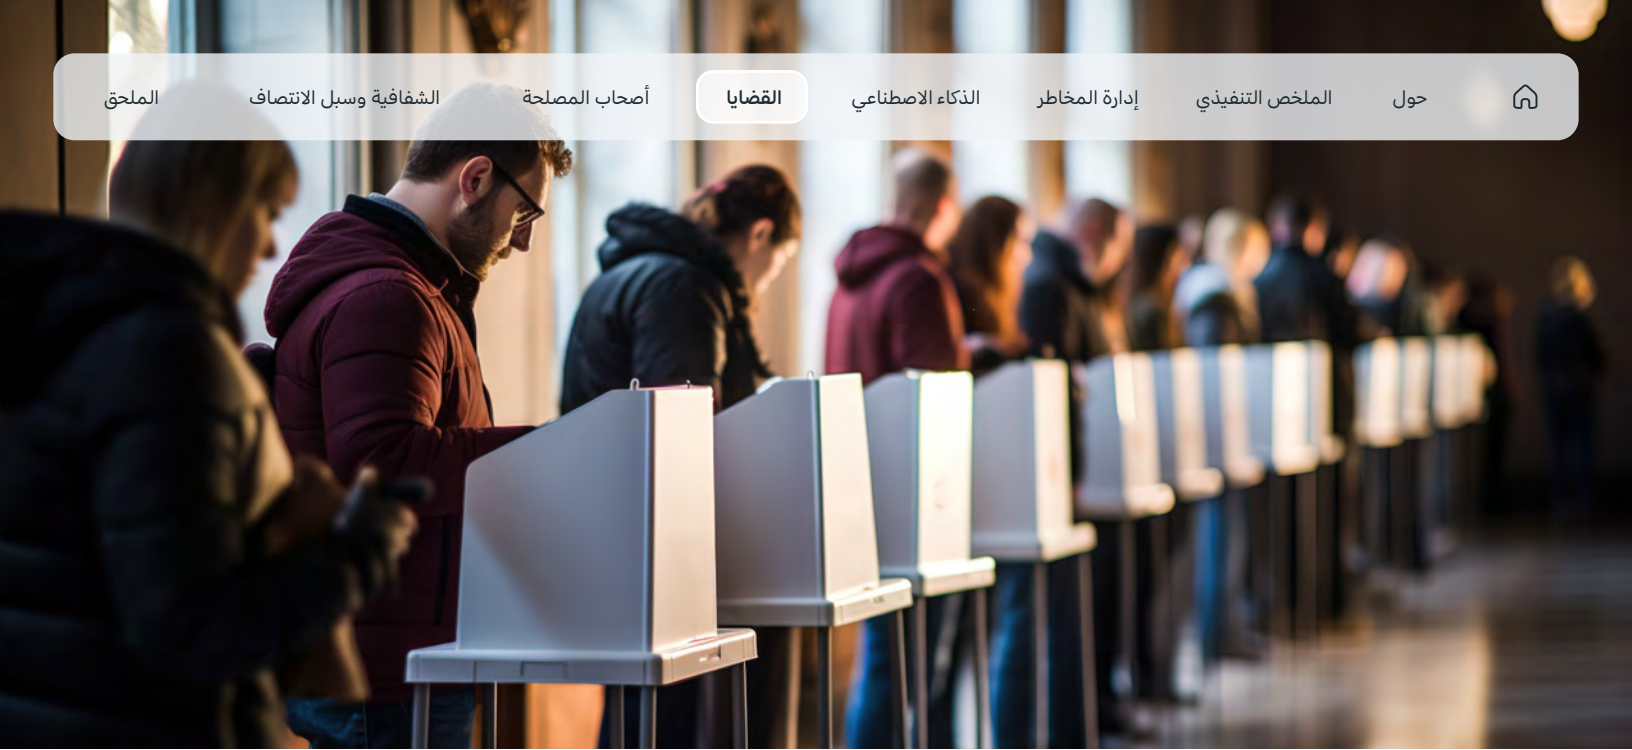 حول
الملخص التنفيذي
إدارة المخاطر
الذكاء الاصطناعي
القضايا
أصحاب المصلحة
الشفافية وسبل الانتصاف
الملحق